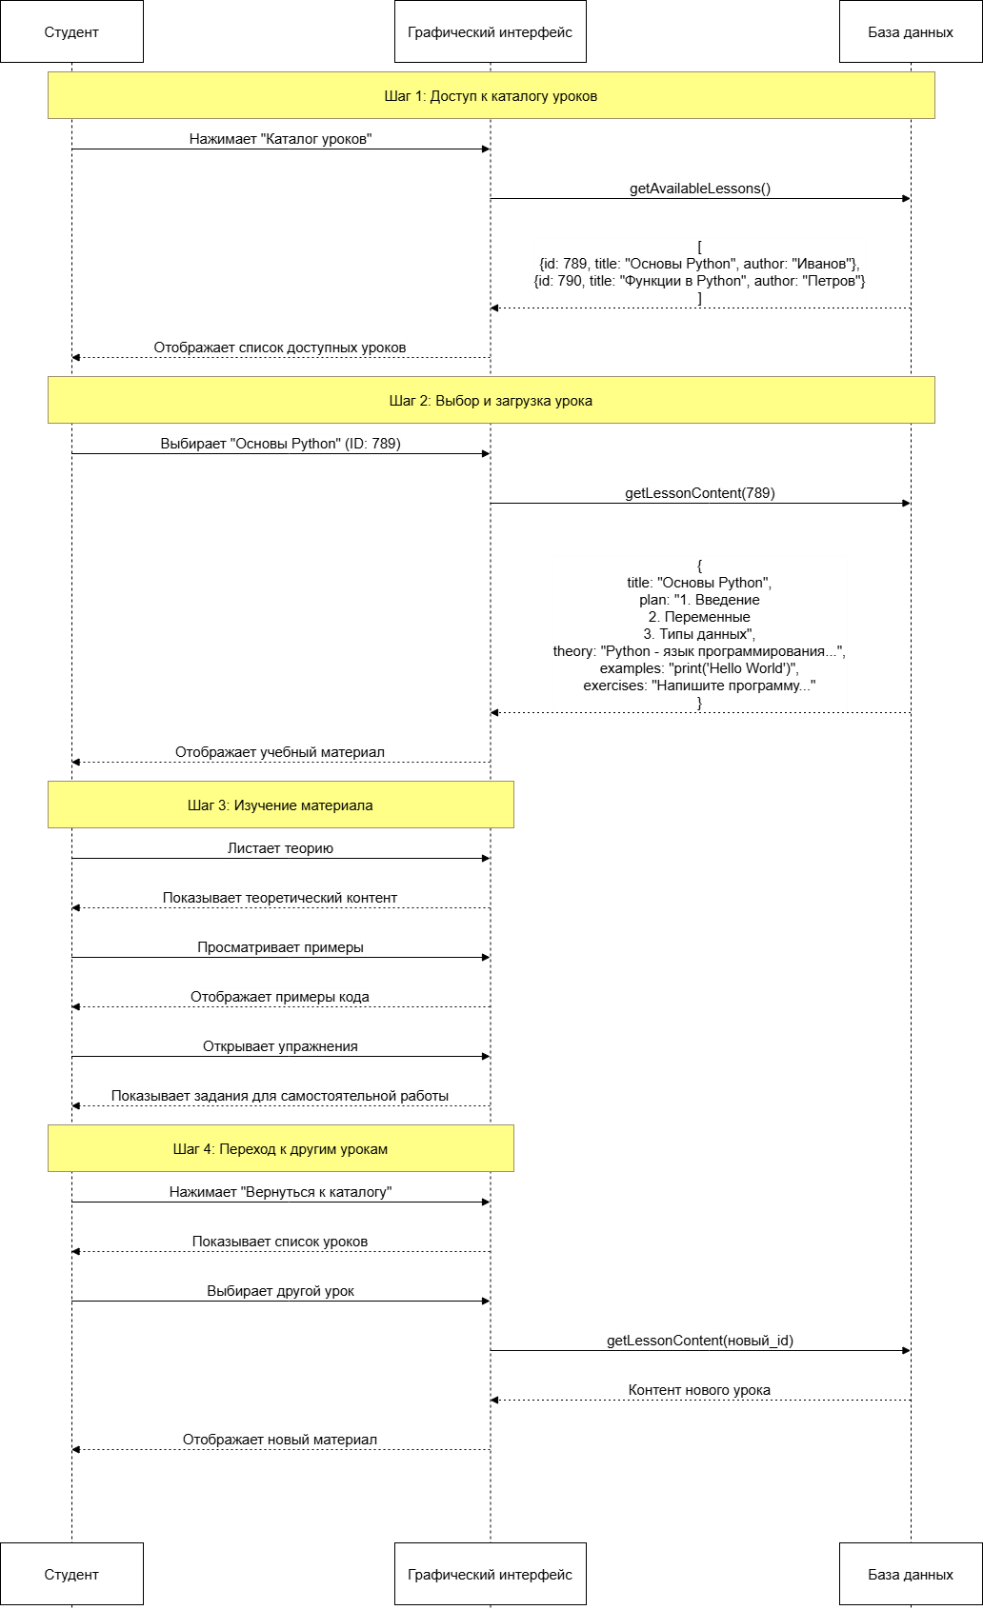 Студент
Графический интерфейс
База данных
Шаг 1: Доступ к каталогу уроков
Нажимает "Каталог уроков"
getAvailableLessons()
[
{id: 789, title: "Основы Python", author: "Иванов"},
{id: 790, title: "Функции в Python", author: "Петров"}
]
Отображает список доступных уроков
Шаг 2: Выбор и загрузка урока
Выбирает "Основы Python" (ID: 789)
getLessonContent(789)
{
title: "Основы Python",
plan: "1. Введение
2. Переменные
3. Типы данных",
theory: "Python - язык программирования...",
examples: "print('Hello World')",
exercises: "Напишите программу..."
}
Отображает учебный материал
Шаг 3: Изучение материала
Листает теорию
Показывает теоретический контент
Просматривает примеры
Отображает примеры кода
Открывает упражнения
Показывает задания для самостоятельной работы
Шаг 4: Переход к другим урокам
Нажимает "Вернуться к каталогу"
Показывает список уроков
Выбирает другой урок
getLessonContent(новый_id)
Контент нового урока
Отображает новый материал
Студент
Графический интерфейс
База данных